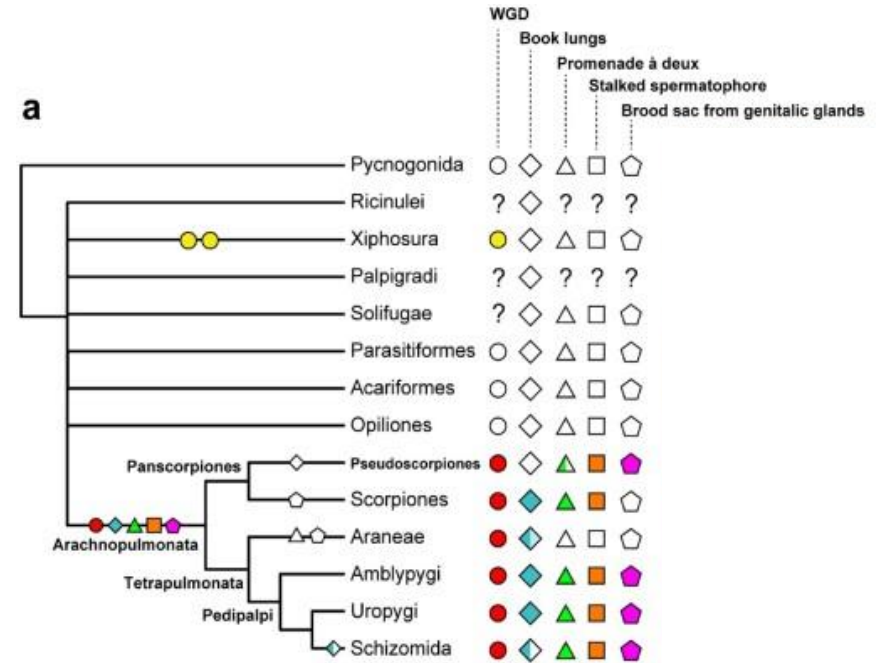 WGD
Book lungs
Promenade à deux
Stalked spermatophore
Brood sac from genitalic glands
a
Pycnogonida
Ricinulei ? ? ? ?
Xiphosura
Palpigradi ? ? ? ?
Solifugae ?
Parasitiformes
Acariformes
Opiliones
Panscorpiones
Pseudoscorpiones
Scorpiones
Arachnopulmonata
Araneae
Tetrapulmonata
Amblypygi
Pedipalpi
Uropygi
Schizomida